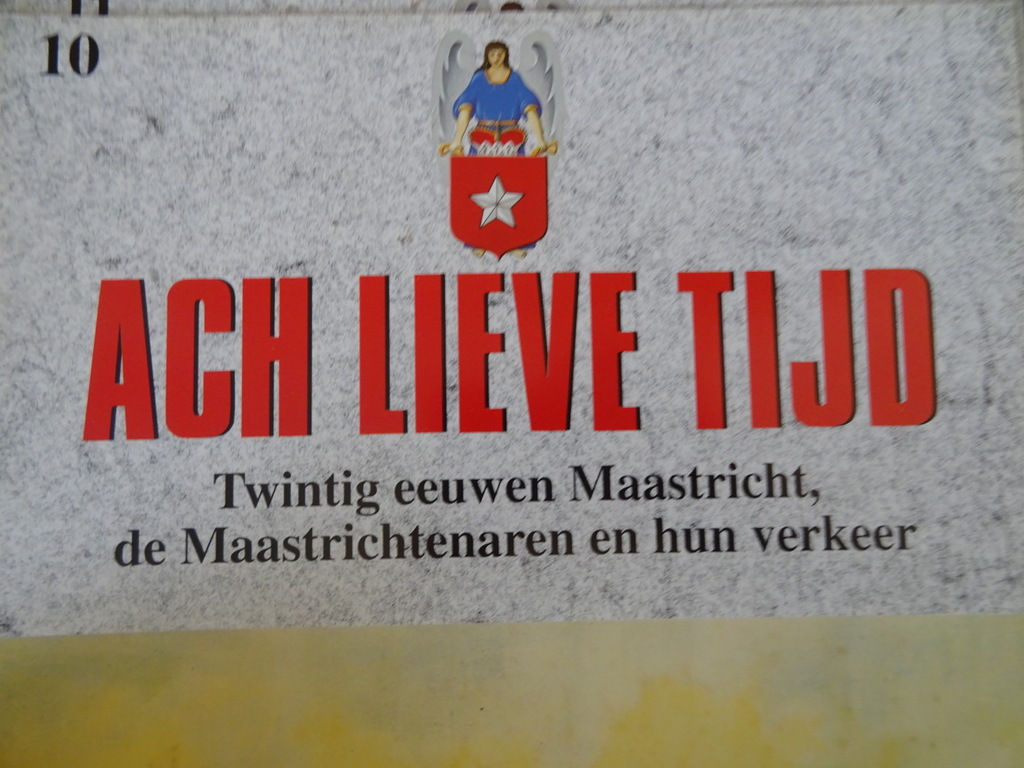 10
ACH LIEVE TIJD
Twintig eeuwen Maastricht,
de Maastrichtenaren en hun verkeer